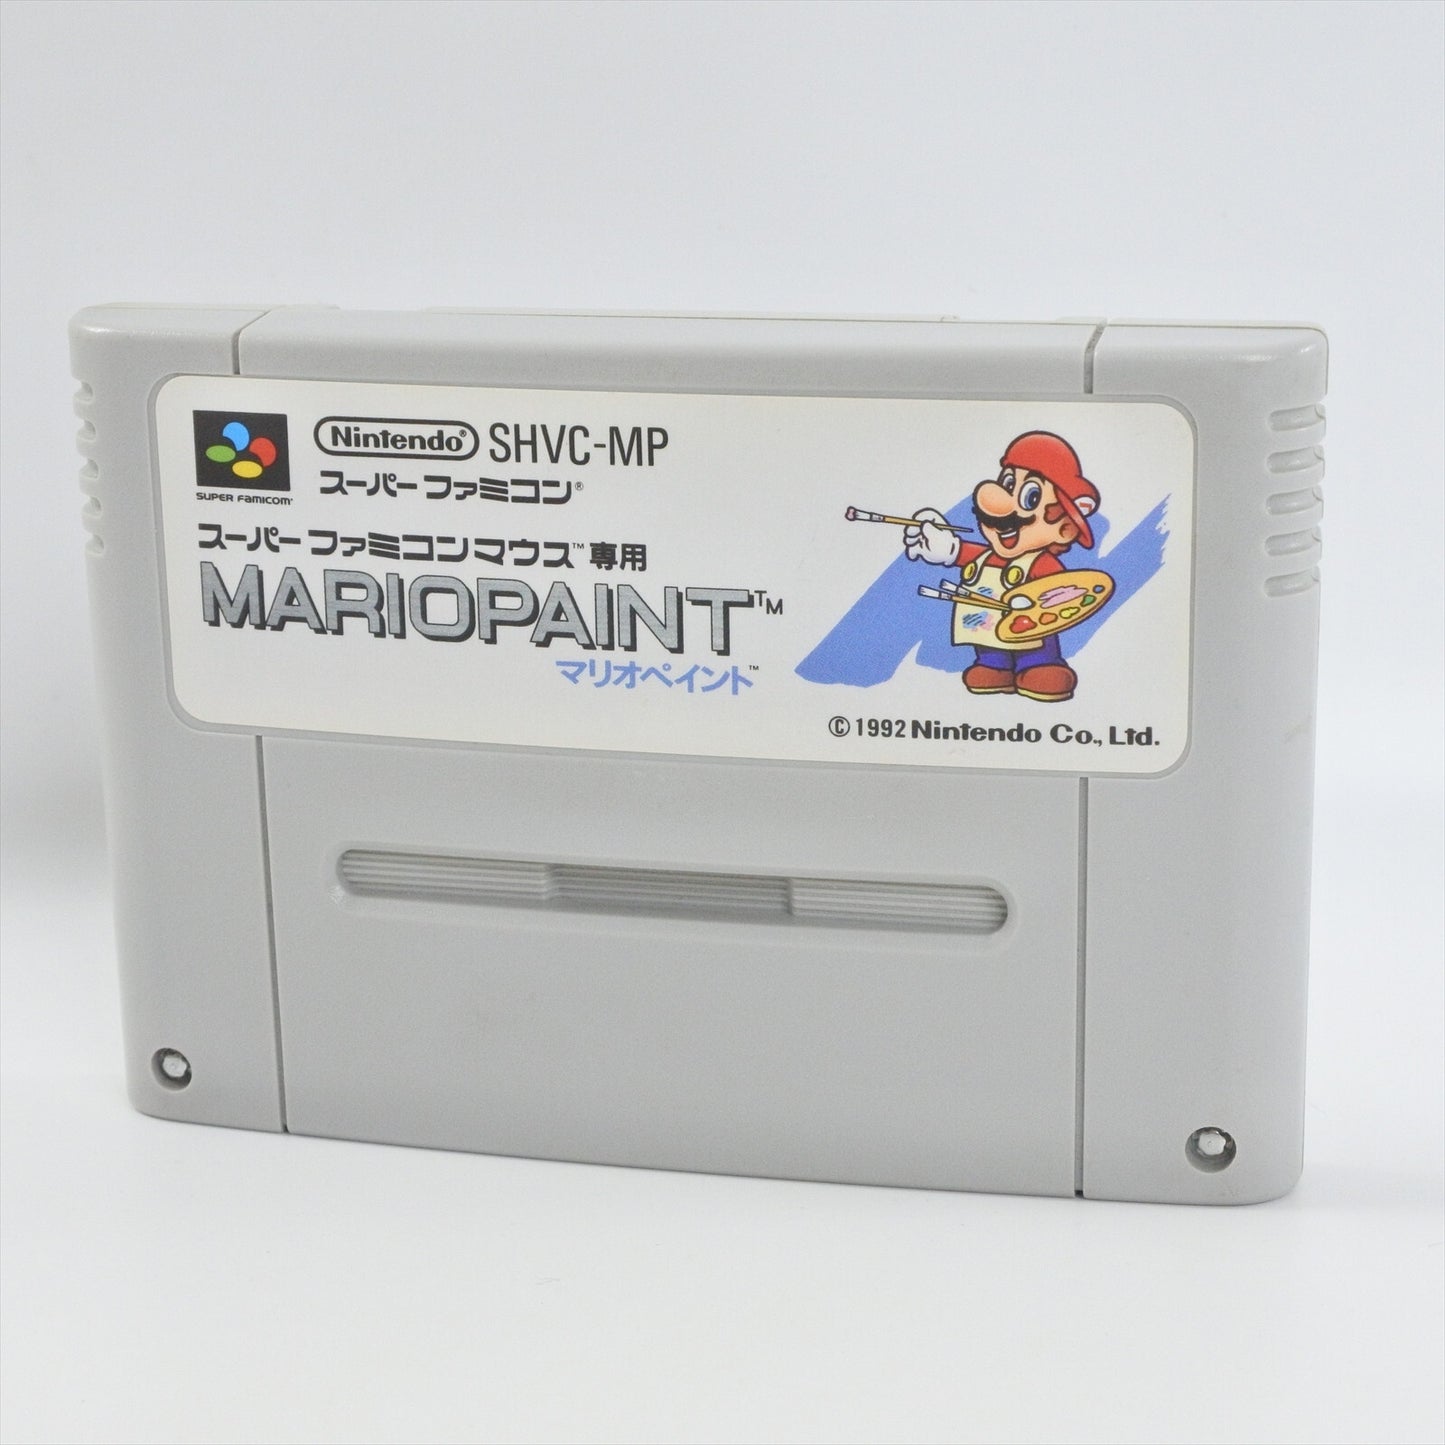 Nintendo® SHVC-MP
スーパーファミコン®
SUPER FAMICOM™
スーパーファミコンマウス™専用
MARIOPAINT™
マリオペイント™
©1992 Nintendo Co., Ltd.